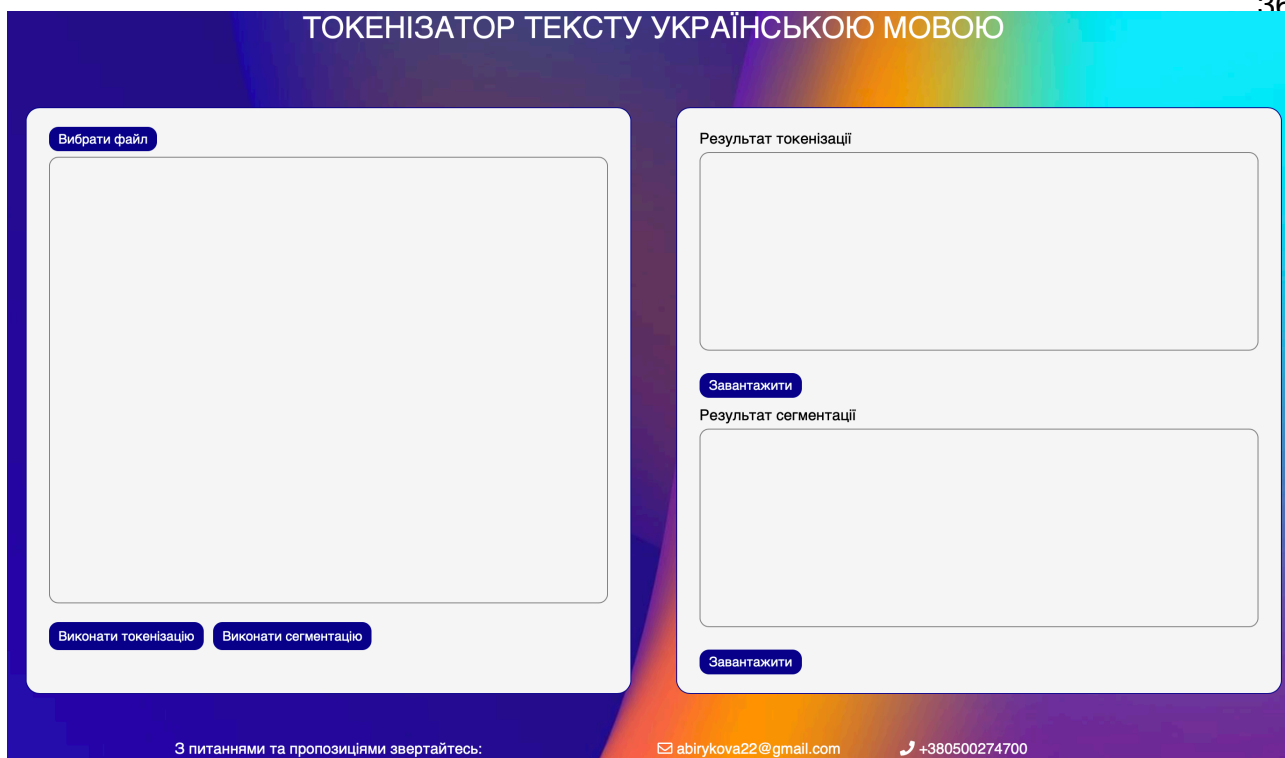 36
ТОКЕНІЗАТОР ТЕКСТУ УКРАЇНСЬКОЮ МОВОЮ
Вибрати файл
Виконати токенізацію Виконати сегментацію
Результат токенізації
Завантажити
Результат сегментації
Завантажити
З питаннями та пропозиціями звертайтесь: abirykova22@gmail.com +380500274700